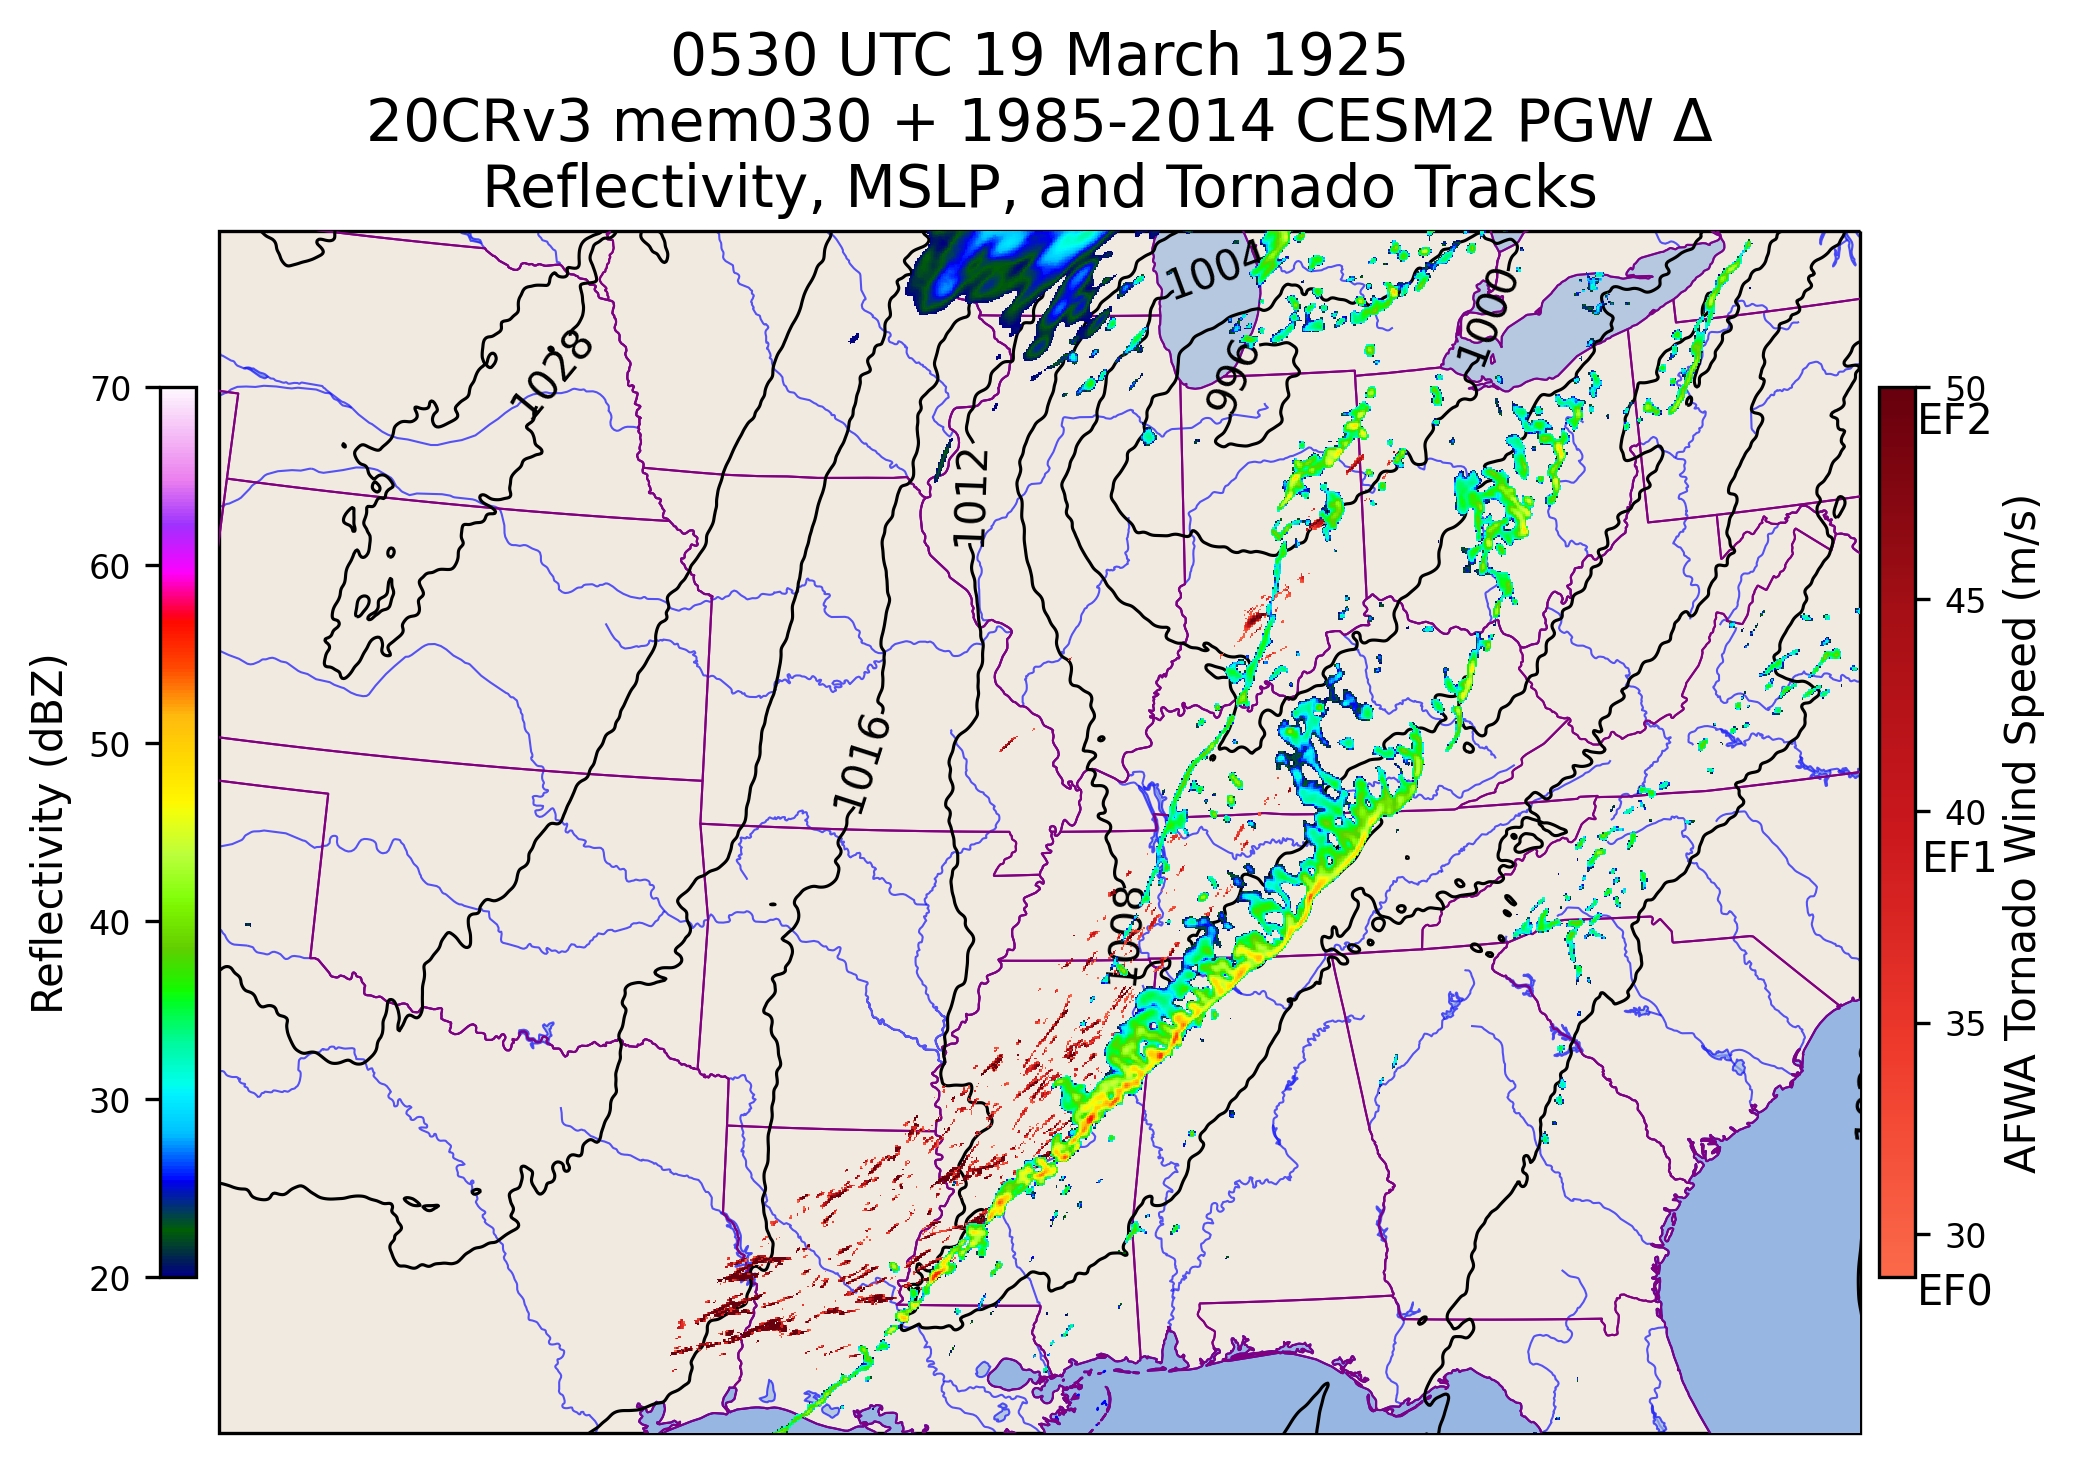 0530 UTC 19 March 1925
20CRv3 mem030 + 1985-2014 CESM2 PGW Δ
Reflectivity, MSLP, and Tornado Tracks
Reflectivity (dBZ)
70
60
50
40
30
20
1004
1000
1028
996
1012
1016
1008
50
EF2
45
40
EF1
35
30
EF0
AFWA Tornado Wind Speed (m/s)